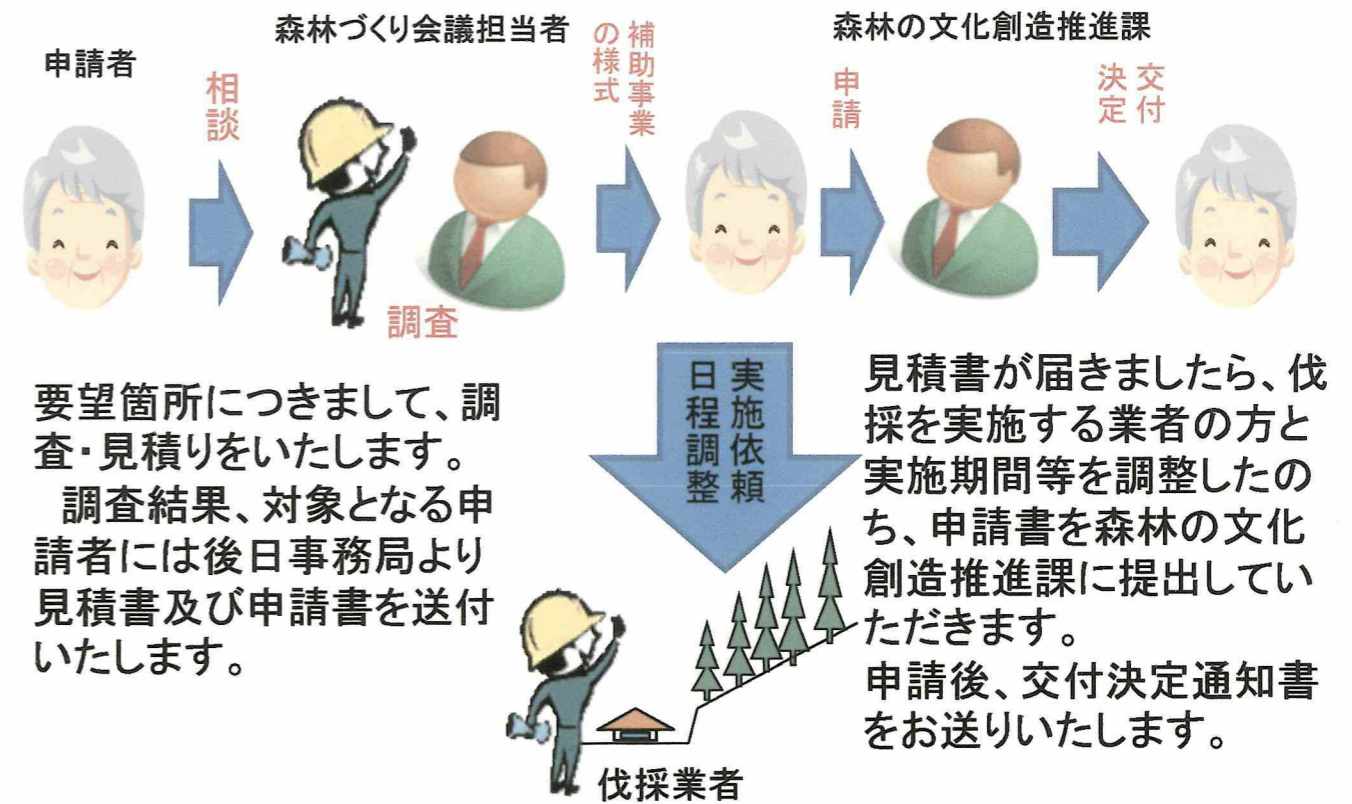 申請者
相談
森林づくり会議担当者
調査
補助事業
の様式
森林の文化創造推進課
申請
交付
決定
要望箇所につきまして、調
査・見積りをいたします。
調査結果、対象となる申
請者には後日事務局より
見積書及び申請書を送付
いたします。
実施依頼
日程調整
伐採業者
見積書が届きましたら、伐
採を実施する業者の方と
実施期間等を調整したの
ち、申請書を森林の文化
創造推進課に提出してい
ただきます。
申請後、交付決定通知書
をお送りいたします。